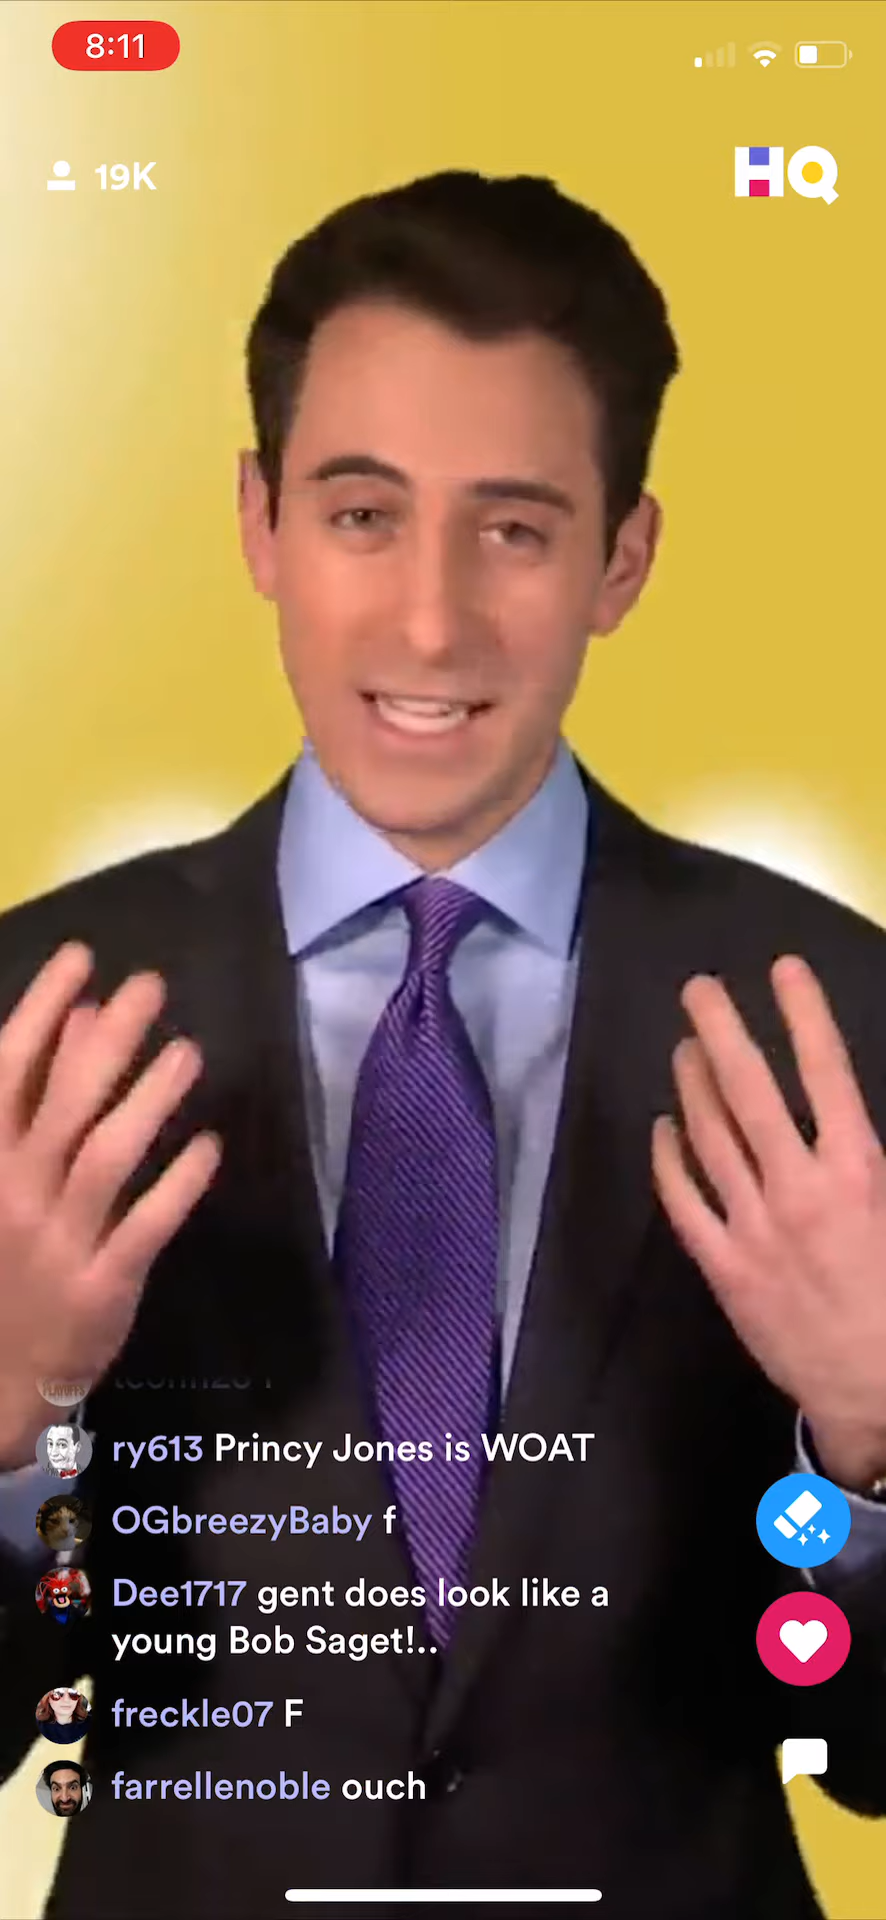 8:11
19K
HQ
PLAYOFFS
ry613 Princy Jones is WOAT
OGbreezyBaby f
Dee1717 gent does look like a
young Bob Saget!..
freckle07 F
farrellenoble ouch